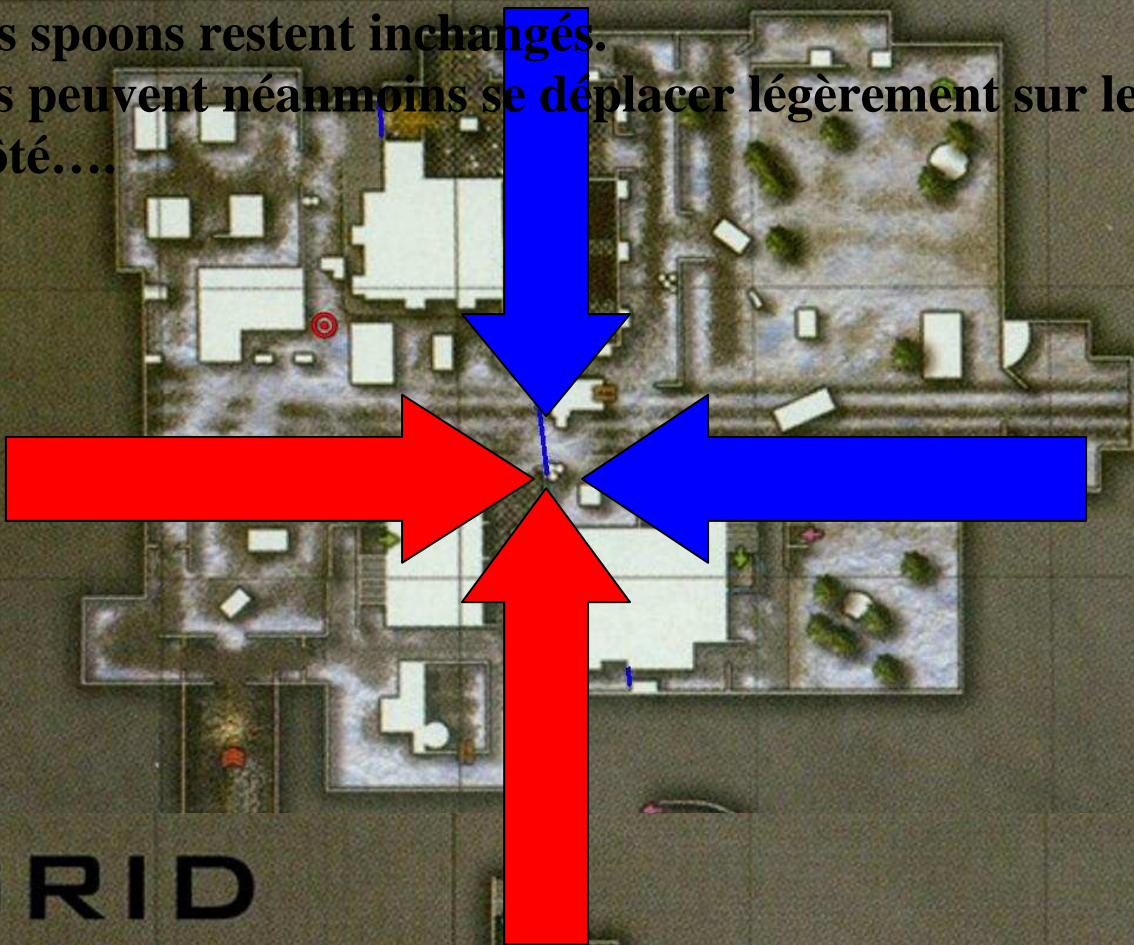 s spoons restent inchangés.
s peuvent néanmoins se déplacer légèrement sur le
ôté….
RID